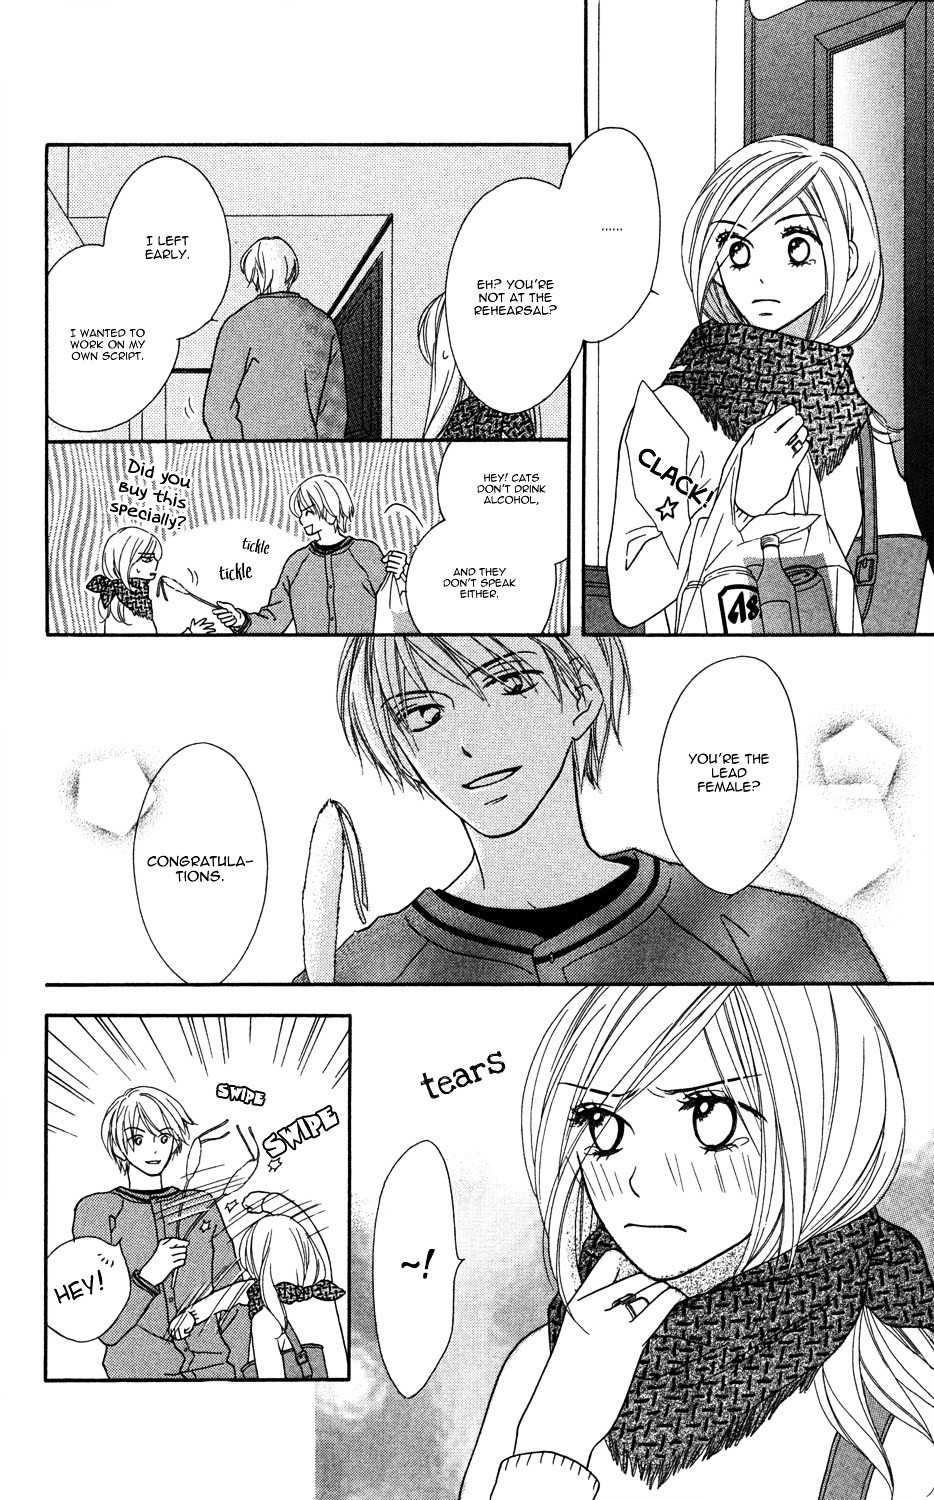 CLACK!
......
EH? YOU'RE
NOT AT THE
REHEARSAL?
I LEFT
EARLY.
I WANTED TO
WORK ON MY
OWN SCRIPT.
HEY! CATS
DON'T DRINK
ALCOHOL,
AND THEY
DON'T SPEAK
EITHER.
tickle
tickle
Did you
Buy this
specially?
YOU'RE THE
LEAD
FEMALE?
CONGRATULA-
TIONS.
tears
~!
SWIPE
SWIPE
HEY!